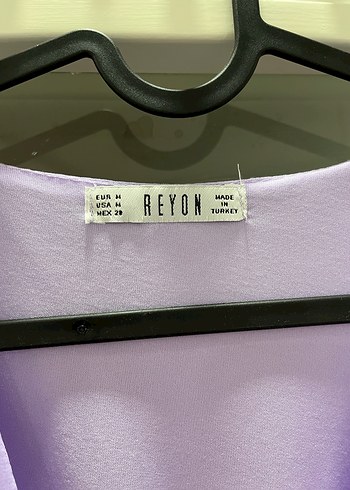 EUR M
USA M
MEX 28
REYON
MADE
IN
TURKEY